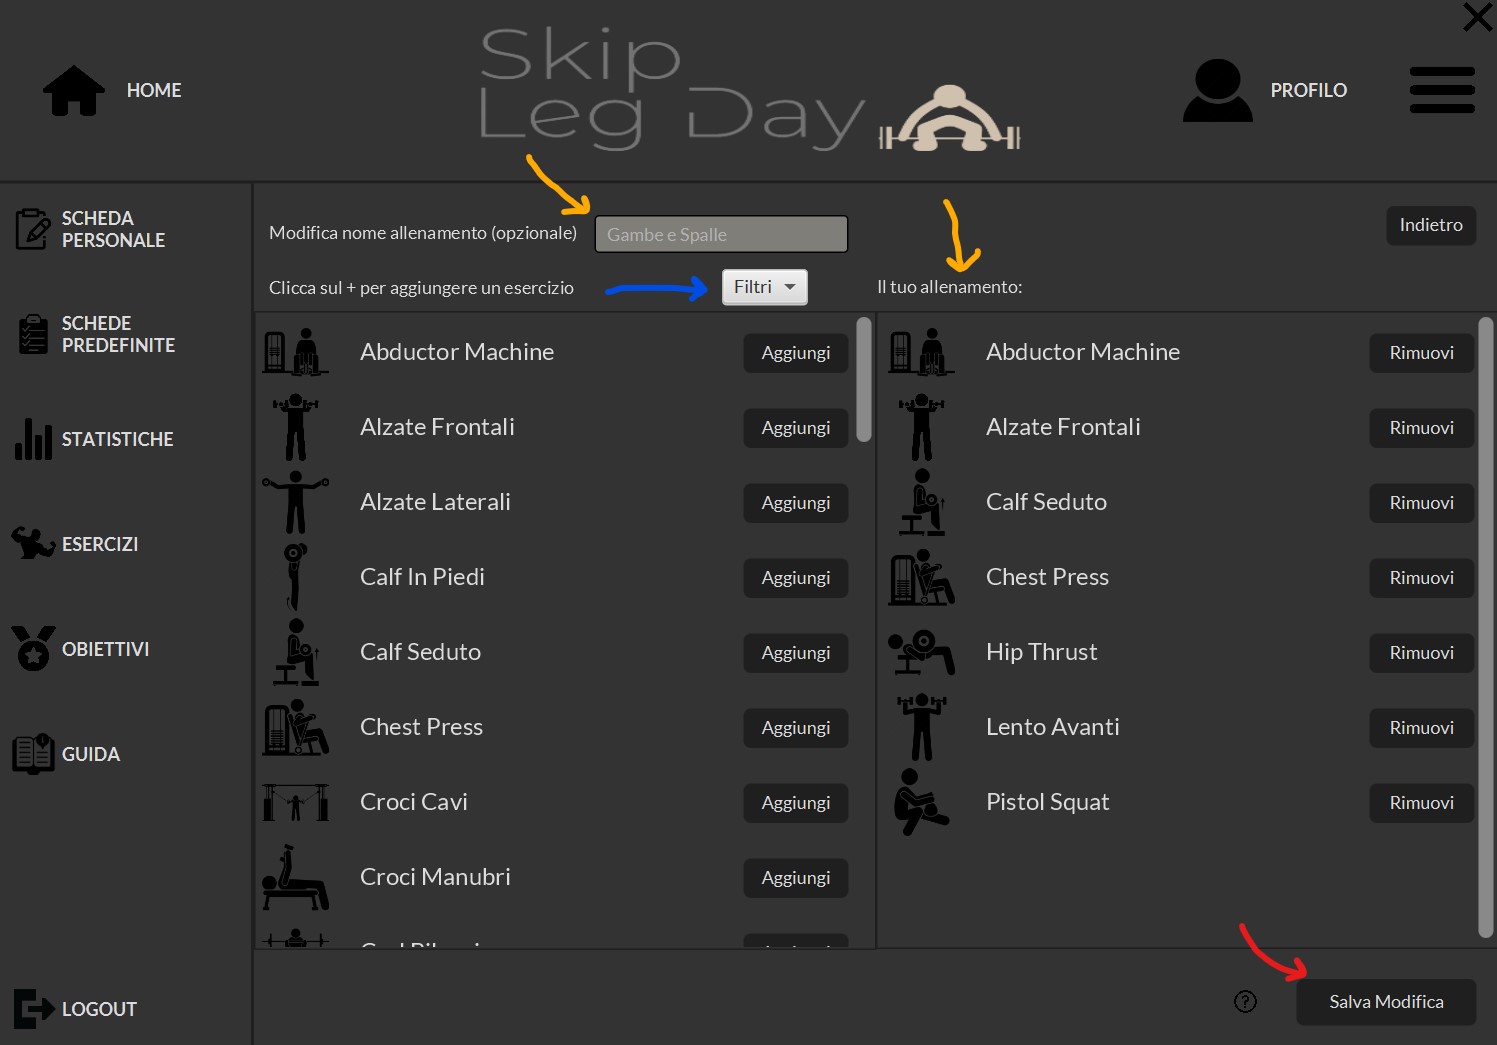 Skip
Leg Day
HOME
PROFILO
SCHEDA
PERSONALE
SCHEDE
PREDEFINITE
STATISTICHE
ESERCIZI
OBIETTIVI
GUIDA
LOGOUT
Modifica nome allenamento (opzionale)
Gambe e Spalle
Indietro
Clicca sul + per aggiungere un esercizio
Filtri
Il tuo allenamento:
Abductor Machine
Aggiungi
Alzate Frontali
Aggiungi
Alzate Laterali
Aggiungi
Calf In Piedi
Aggiungi
Calf Seduto
Aggiungi
Chest Press
Aggiungi
Croci Cavi
Aggiungi
Croci Manubri
Aggiungi
Abductor Machine
Rimuovi
Alzate Frontali
Rimuovi
Calf Seduto
Rimuovi
Chest Press
Rimuovi
Hip Thrust
Rimuovi
Lento Avanti
Rimuovi
Pistol Squat
Rimuovi
?
Salva Modifica